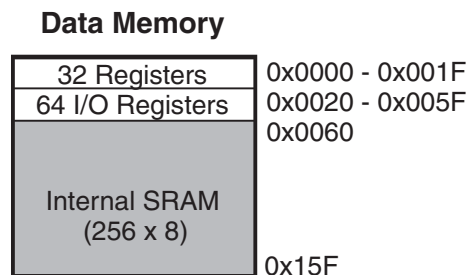 Data Memory
32 Registers 0x0000 - 0x001F
64 I/O Registers 0x0020 - 0x005F
0x0060
Internal SRAM
(256 x 8)
0x15F